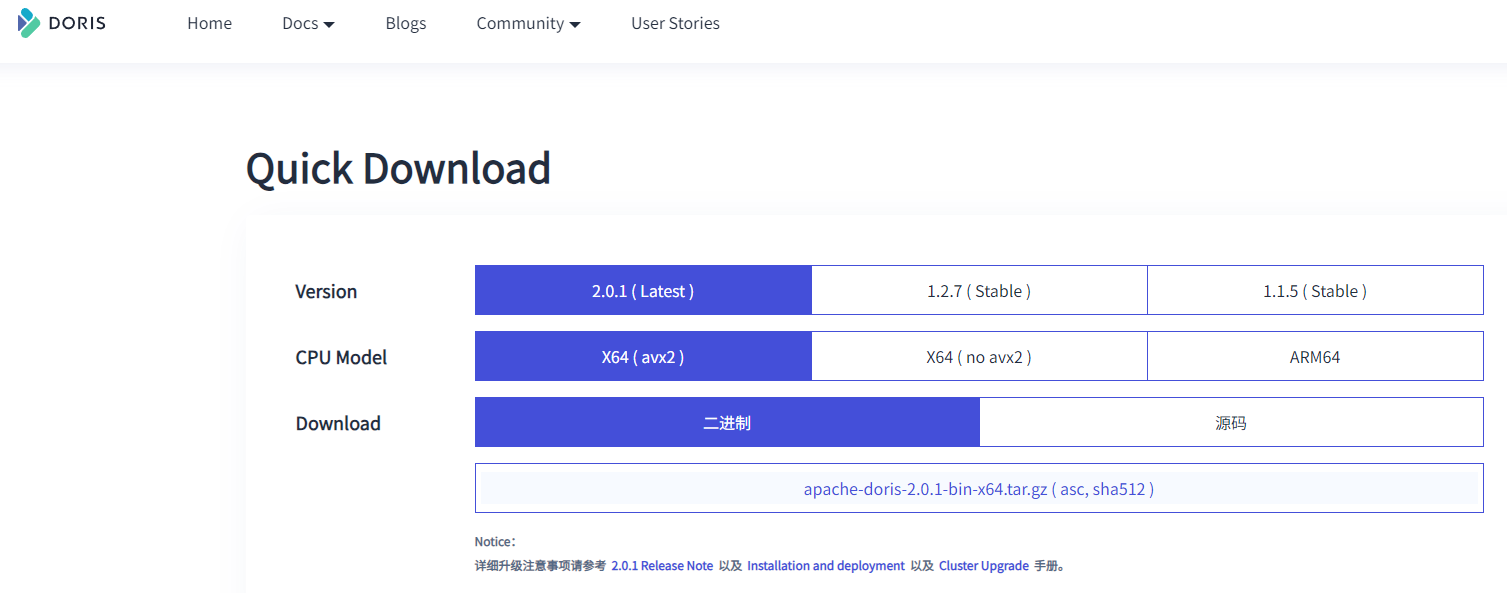 DORIS Home Docs Blogs Community User Stories
Quick Download
Version 2.0.1 ( Latest ) 1.2.7 ( Stable ) 1.1.5 ( Stable )
CPU Model X64 ( avx2 ) X64 ( no avx2 ) ARM64
Download 二进制 源码
apache-doris-2.0.1-bin-x64.tar.gz ( asc, sha512 )
Notice：
详细升级注意事项请参考 2.0.1 Release Note 以及 Installation and deployment 以及 Cluster Upgrade 手册。